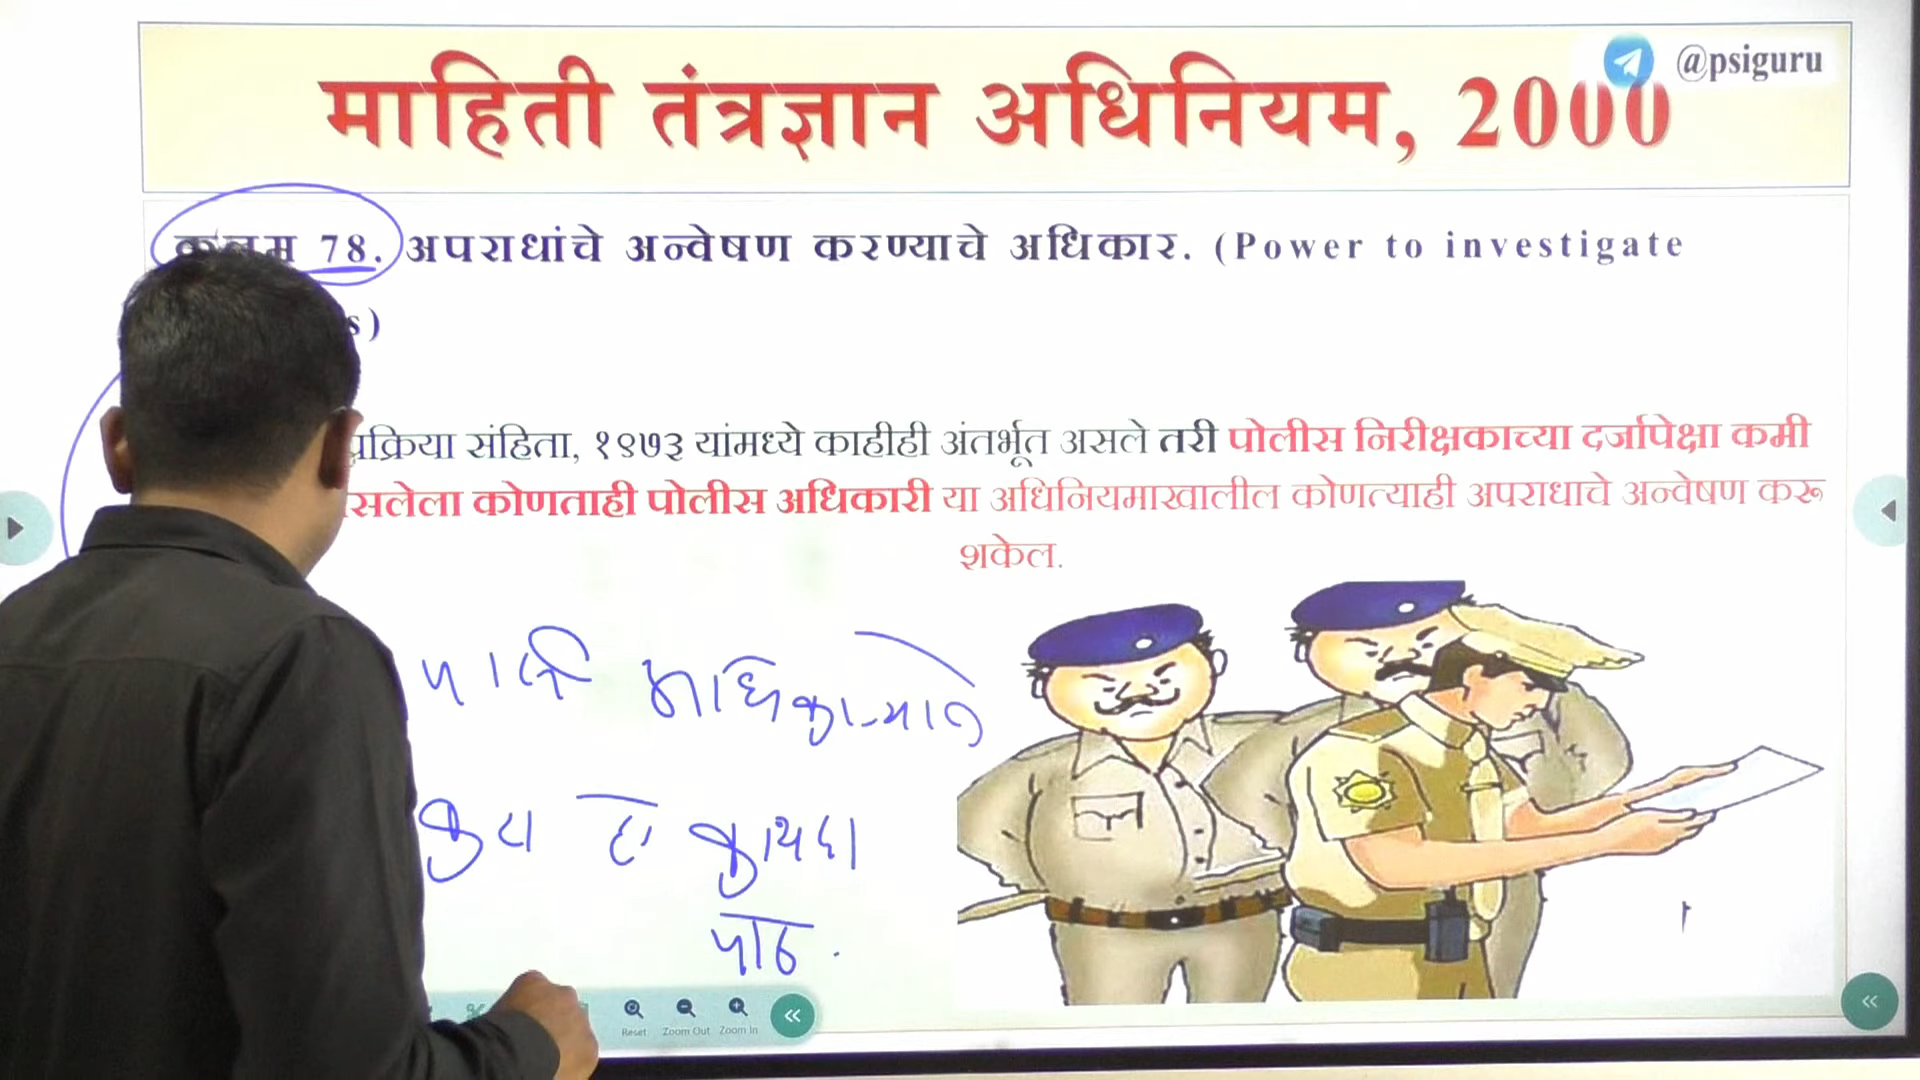 @psiguru
माहिती तंत्रज्ञान अधिनियम, 2000
कलम 78. अपराधांचे अन्वेषण करण्याचे अधिकार. (Power to investigate
s)
प्रक्रिया संहिता, १९७३ यांमध्ये काहीही अंतर्भूत असले तरी पोलीस निरीक्षकाच्या दर्जापेक्षा कमी
सलेला कोणताही पोलीस अधिकारी या अधिनियमाखालील कोणत्याही अपराधाचे अन्वेषण करू
शकेल.
हा कायदा
पाठ.
Reset Zoom Out Zoom In